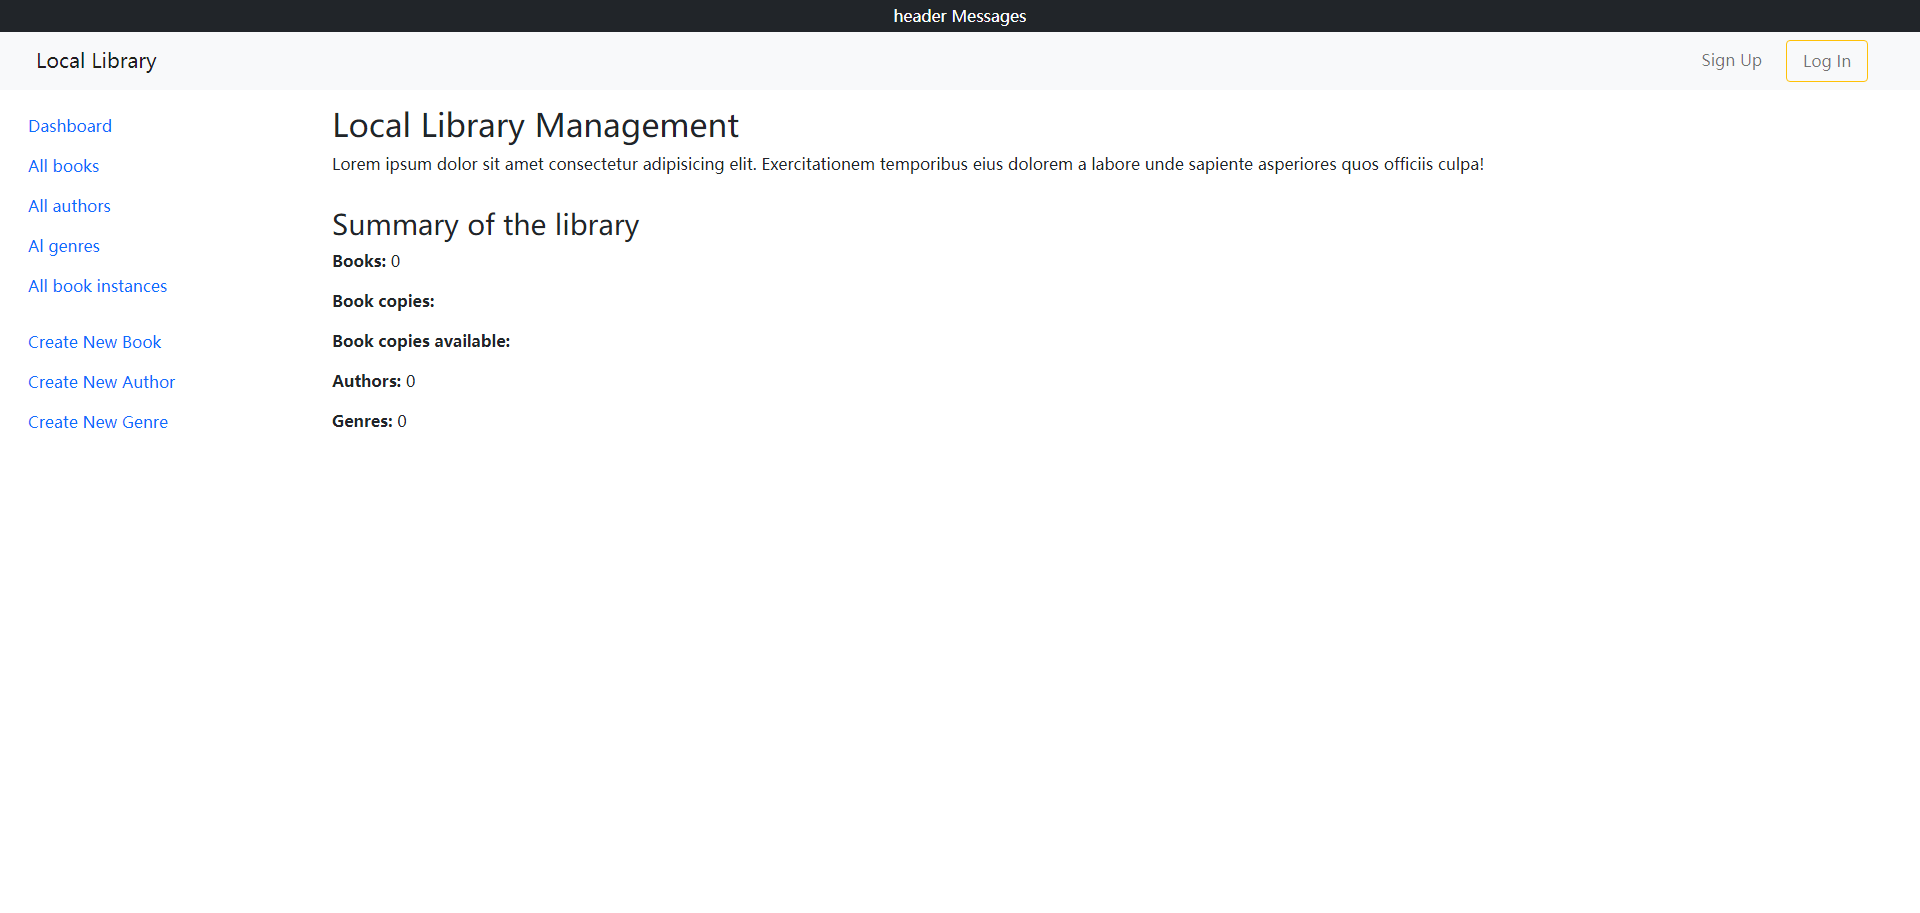 header Messages
Local Library
Sign Up
Log In
Dashboard
All books
All authors
Al genres
All book instances
Create New Book
Create New Author
Create New Genre
Local Library Management
Lorem ipsum dolor sit amet consectetur adipisicing elit. Exercitationem temporibus eius dolorem a labore unde sapiente asperiores quos officiis culpa!
Summary of the library
Books: 0
Book copies:
Book copies available:
Authors: 0
Genres: 0